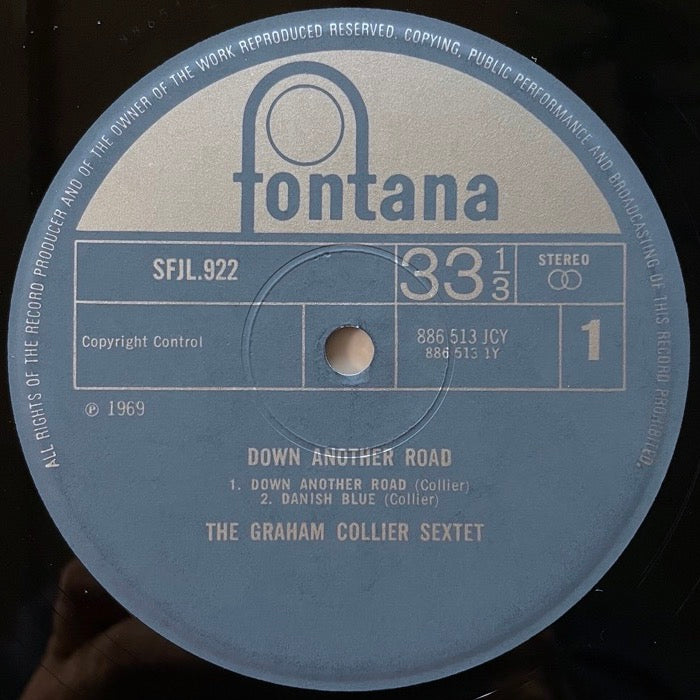 ALL RIGHTS OF THE RECORD PRODUCER AND OF THE OWNER OF THE WORK REPRODUCED RESERVED. COPYING, PUBLIC PERFORMANCE AND BROADCASTING OF THIS RECORD PROHIBITED.
fontana
SFJL.922
33 1/3
STEREO
Copyright Control
886 513 JCY
886 513 1Y
1
℗ 1969
DOWN ANOTHER ROAD
1. DOWN ANOTHER ROAD (Collier)
2. DANISH BLUE (Collier)
THE GRAHAM COLLIER SEXTET